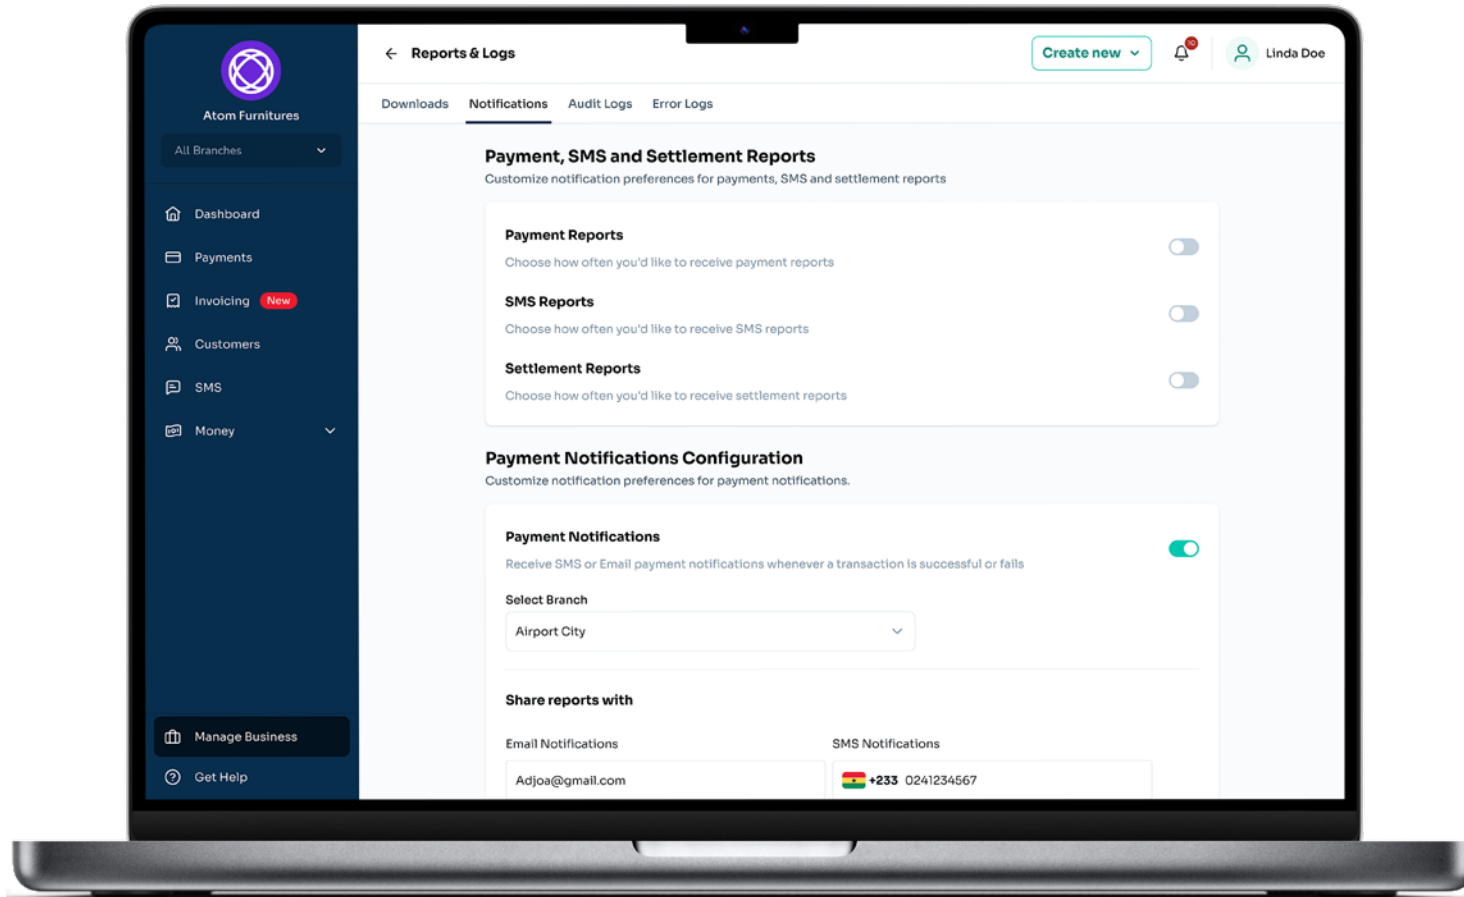 Atom Furnitures
All Branches
Dashboard
Payments
Invoicing New
Customers
SMS
Money
Manage Business
Get Help
Reports & Logs
Create new
10
Linda Doe
Downloads Notifications Audit Logs Error Logs
Payment, SMS and Settlement Reports
Customize notification preferences for payments, SMS and settlement reports
Payment Reports
Choose how often you'd like to receive payment reports
SMS Reports
Choose how often you'd like to receive SMS reports
Settlement Reports
Choose how often you'd like to receive settlement reports
Payment Notifications Configuration
Customize notification preferences for payment notifications.
Payment Notifications
Receive SMS or Email payment notifications whenever a transaction is successful or fails
Select Branch
Airport City
Share reports with
Email Notifications SMS Notifications
Adjoa@gmail.com +233 0241234567